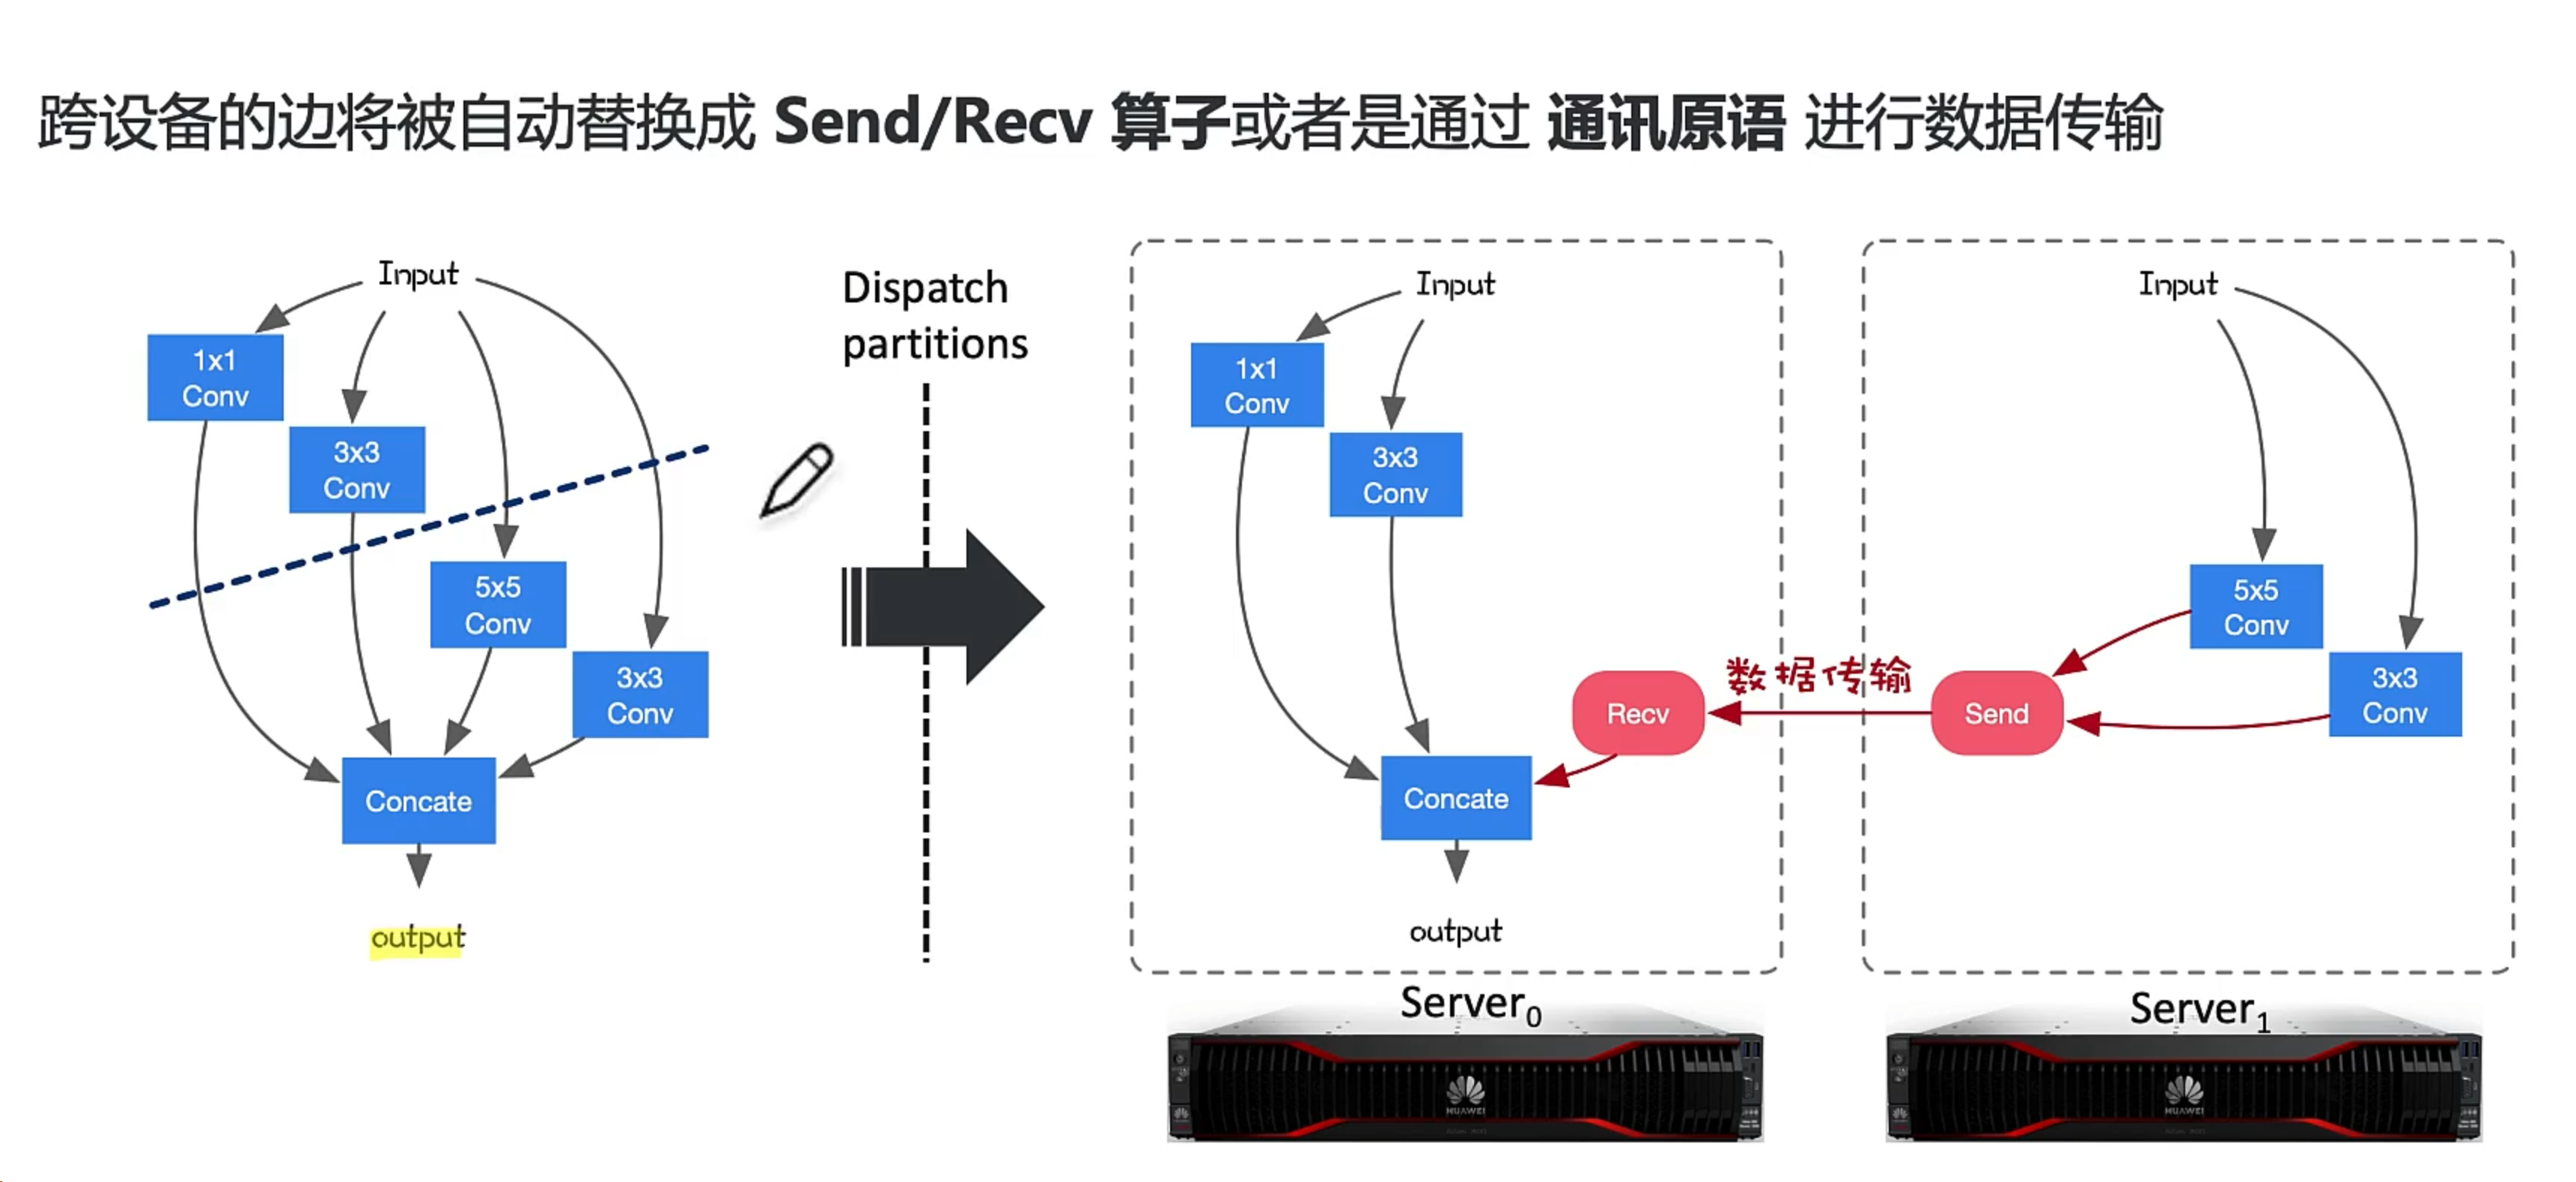 跨设备的边将被自动替换成 Send/Recv 算子或者是通过 通讯原语 进行数据传输
Input
1x1
Conv
3x3
Conv
5x5
Conv
3x3
Conv
Concate
output
Dispatch
partitions
Input
1x1
Conv
3x3
Conv
Recv
Concate
output
Server0
HUAWEI
数据传输
Input
5x5
Conv
3x3
Conv
Send
Server1
HUAWEI